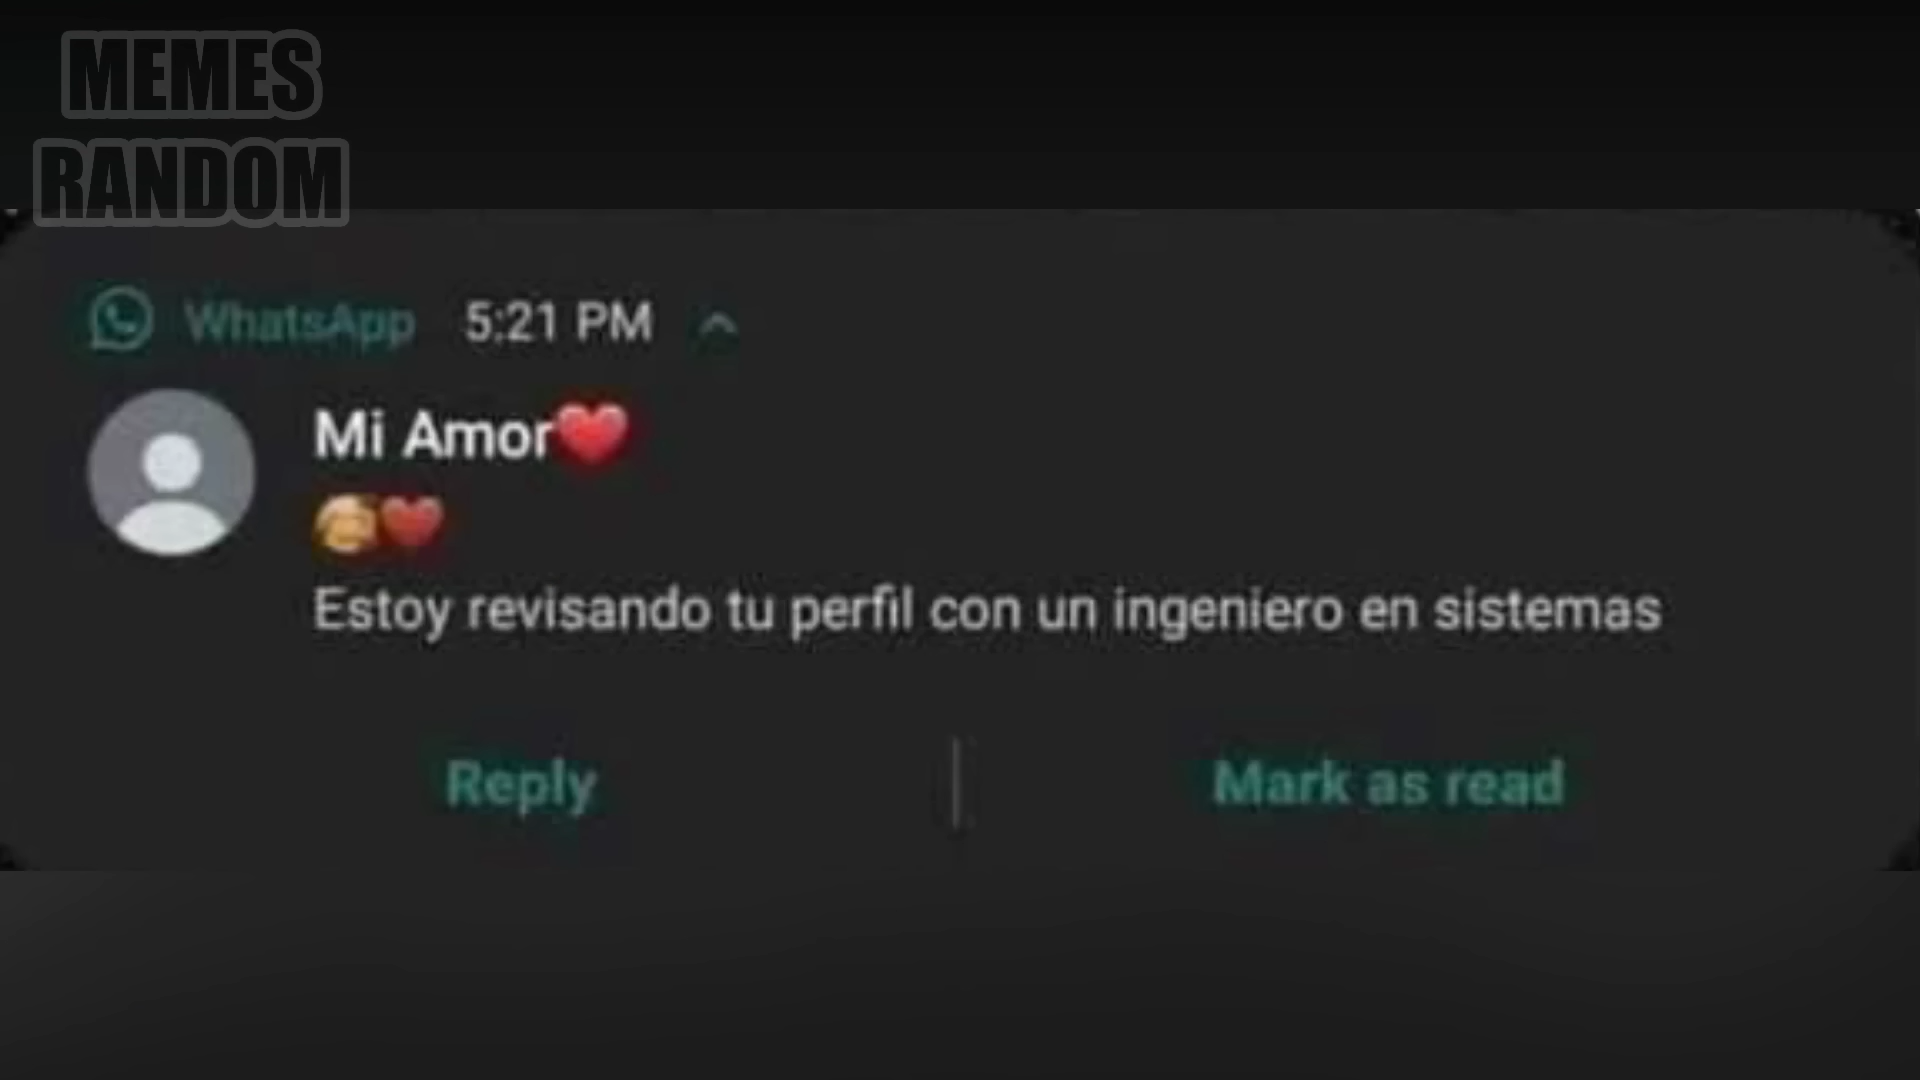 MEMES
RANDOM
WhatsApp 5:21 PM
Mi Amor❤️
🥰❤️
Estoy revisando tu perfil con un ingeniero en sistemas
Reply | Mark as read